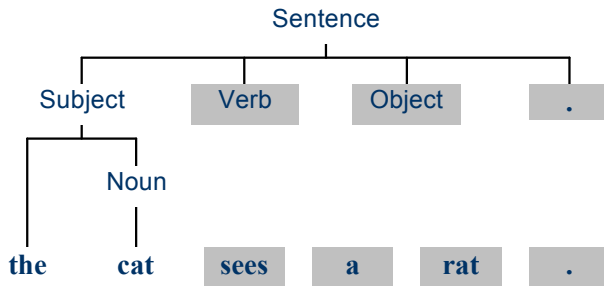 Sentence
Subject Verb Object .
Noun
the cat sees a rat .